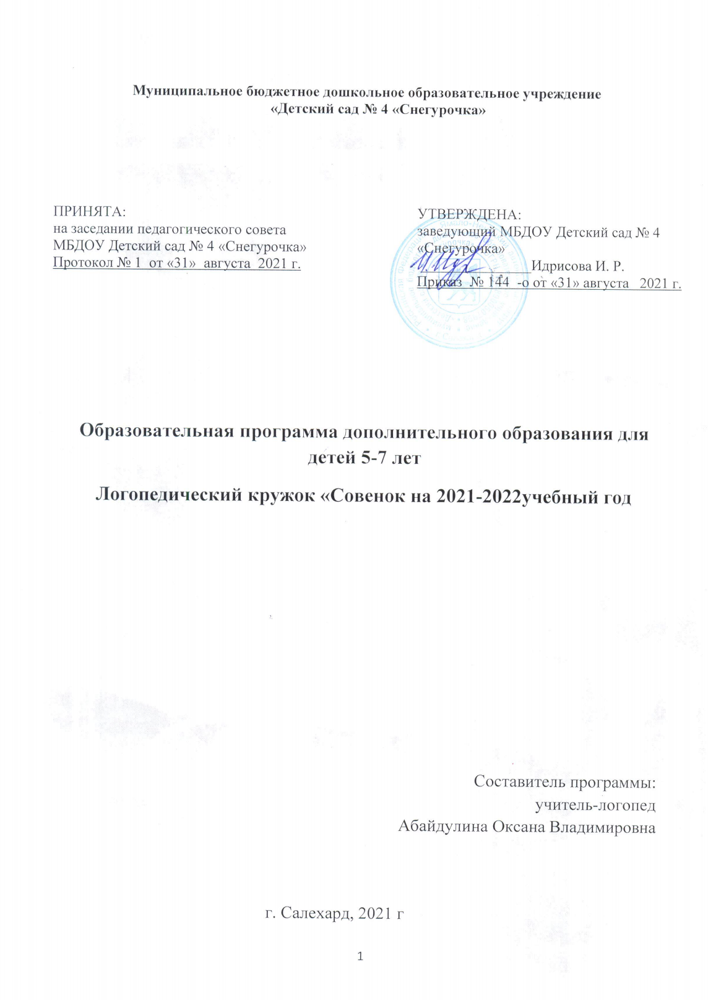 Муниципальное бюджетное дошкольное образовательное учреждение
«Детский сад № 4 «Снегурочка»
ПРИНЯТА:
на заседании педагогического совета
МБДОУ Детский сад № 4 «Снегурочка»
Протокол № 1 от «31» августа 2021 г.
УТВЕРЖДЕНА:
заведующий МБДОУ Детский сад № 4
«Снегурочка»
Идрисова И. Р.
Приказ № 144 -о от «31» августа 2021 г.
Образовательная программа дополнительного образования для
детей 5-7 лет
Логопедический кружок «Совенок на 2021-2022учебный год
Составитель программы:
учитель-логопед
Абайдулина Оксана Владимировна
г. Салехард, 2021 г
1